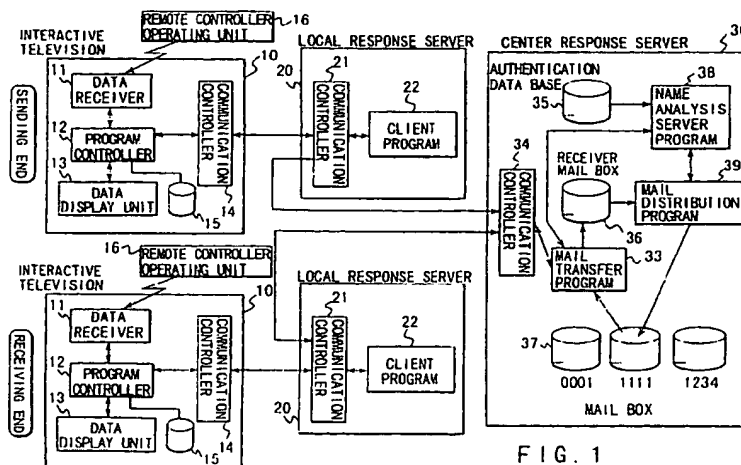 16
REMOTE CONTROLLER
OPERATING UNIT
INTERACTIVE
TELEVISION
10
SENDING END
11
DATA
RECEIVER
12
PROGRAM
CONTROLLER
13
DATA
DISPLAY UNIT
COMMUNICATION
CONTROLLER
14
15
LOCAL RESPONSE SERVER
20
21
COMMUNICATION
CONTROLLER
22
CLIENT
PROGRAM
CENTER RESPONSE SERVER
30
AUTHENTICATION
DATA BASE
35
38
NAME
ANALYSIS
SERVER
PROGRAM
34
COMMUNICATION
CONTROLLER
RECEIVER
MAIL BOX
36
39
MAIL
DISTRIBUTION
PROGRAM
MAIL
TRANSFER
PROGRAM
33
37
0001
1111
1234
MAIL BOX
16
REMOTE CONTROLLER
OPERATING UNIT
INTERACTIVE
TELEVISION
10
RECEIVING END
11
DATA
RECEIVER
12
PROGRAM
CONTROLLER
13
DATA
DISPLAY UNIT
COMMUNICATION
CONTROLLER
14
15
LOCAL RESPONSE SERVER
20
21
COMMUNICATION
CONTROLLER
22
CLIENT
PROGRAM
FIG. 1